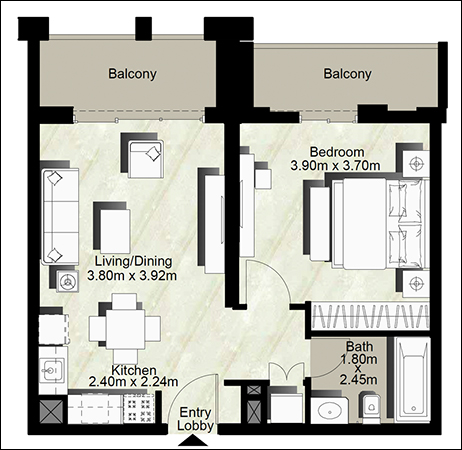 Balcony
Balcony
Bedroom
3.90m x 3.70m
Living/Dining
3.80m x 3.92m
Bath
1.80m
x
2.45m
Kitchen
2.40m x 2.24m
Entry
Lobby